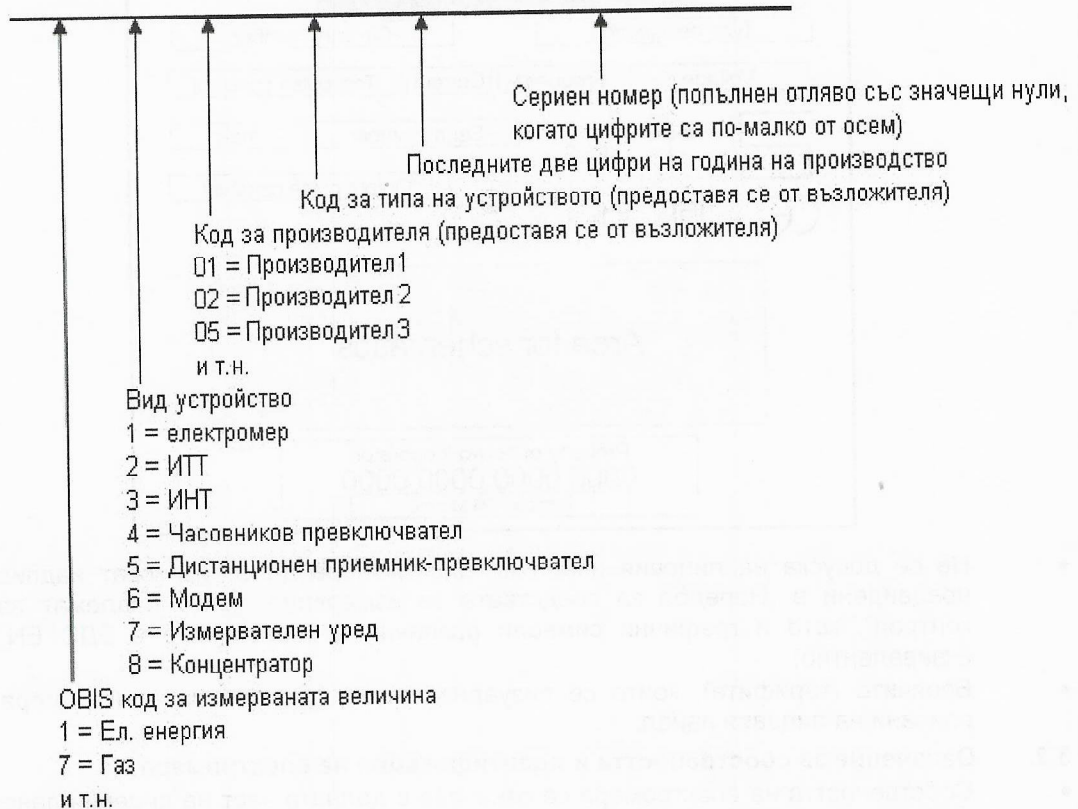 Сериен номер (попълнен отляво със значещи нули,
когато цифрите са по-малко от осем)
Последните две цифри на година на производство
Код за типа на устройството (предоставя се от възложителя)
Код за производителя (предоставя се от възложителя)
01 = Производител1
02 = Производител 2
05 = Производител3
и т.н.
Вид устройство
1 = електромер
2 = ИТТ
3 = ИНТ
4 = Часовников превключвател
5 = Дистанционен приемник-превключвател
6 = Модем
7 = Измервателен уред
8 = Концентратор
OBIS код за измерваната величина
1 = Ел. енергия
7 = Газ
и т.н.